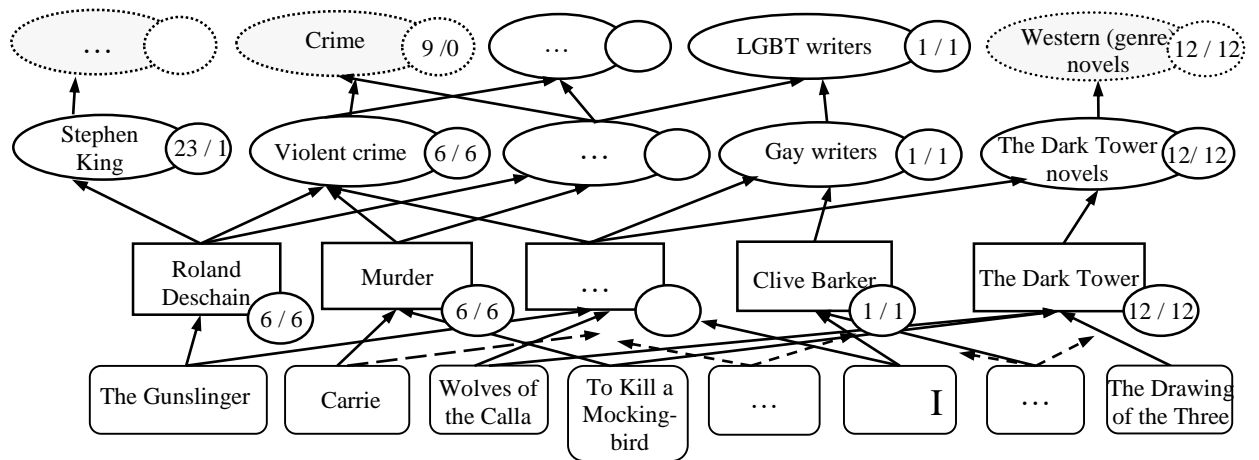 …
Crime
9 /0
…
LGBT writers
1 / 1
Western (genre
novels
12 / 12
Stephen
King
23 / 1
Violent crime
6 / 6
…
Gay writers
1 / 1
The Dark Tower
novels
12/ 12
Roland
Deschain
6 / 6
Murder
6 / 6
…
Clive Barker
1 / 1
The Dark Tower
12 / 12
The Gunslinger
Carrie
Wolves of
the Calla
To Kill a
Mocking-
bird
…
I
…
The Drawing
of the Three